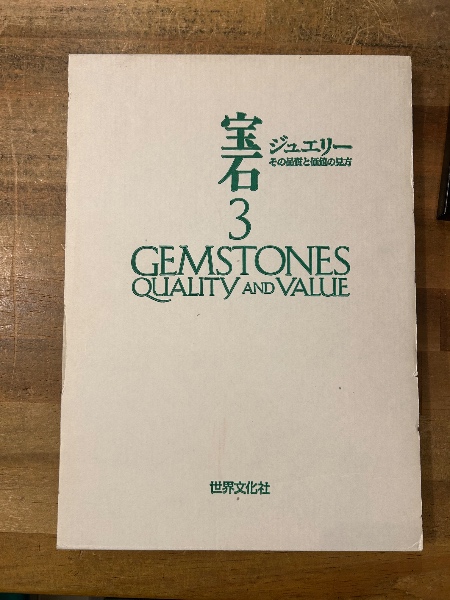 宝石3
ジュエリー
その品質と価値の見方
GEMSTONES
QUALITY AND VALUE
世界文化社